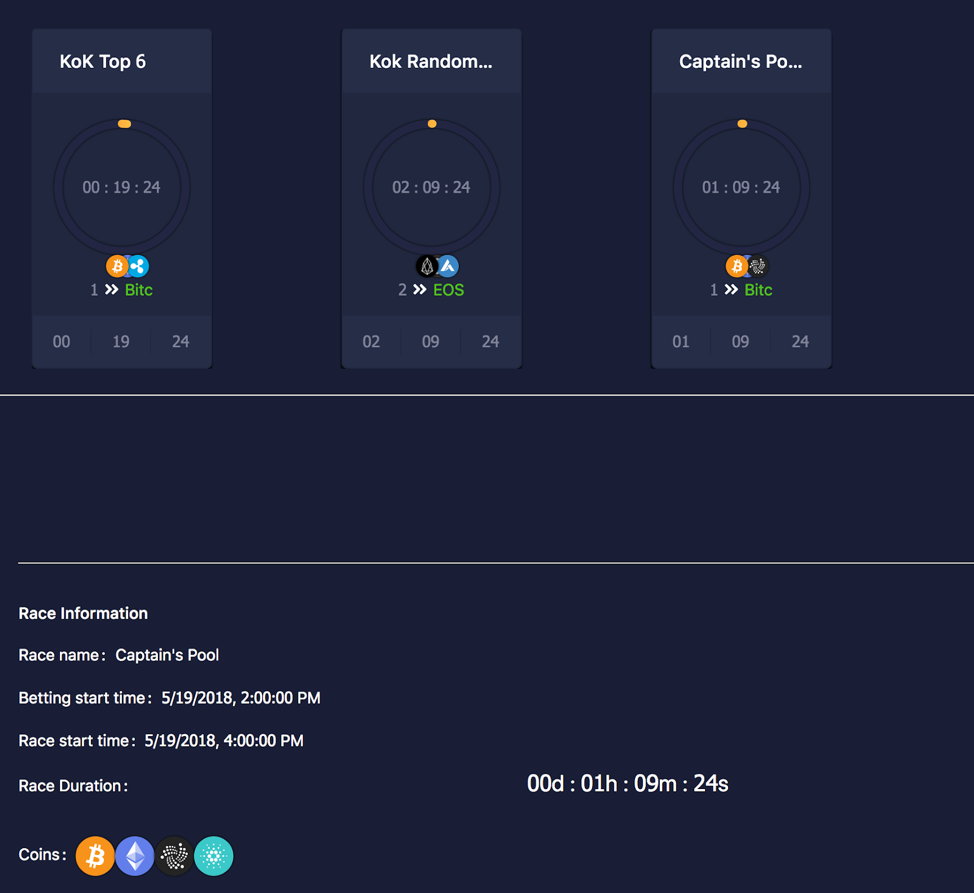 KoK Top 6
Kok Random...
Captain's Po...
00 : 19 : 24
02 : 09 : 24
01 : 09 : 24
1 » Bitc
2 » EOS
1 » Bitc
00 19 24
02 09 24
01 09 24
Race Information
Race name: Captain's Pool
Betting start time: 5/19/2018, 2:00:00 PM
Race start time: 5/19/2018, 4:00:00 PM
Race Duration: 00d : 01h : 09m : 24s
Coins: